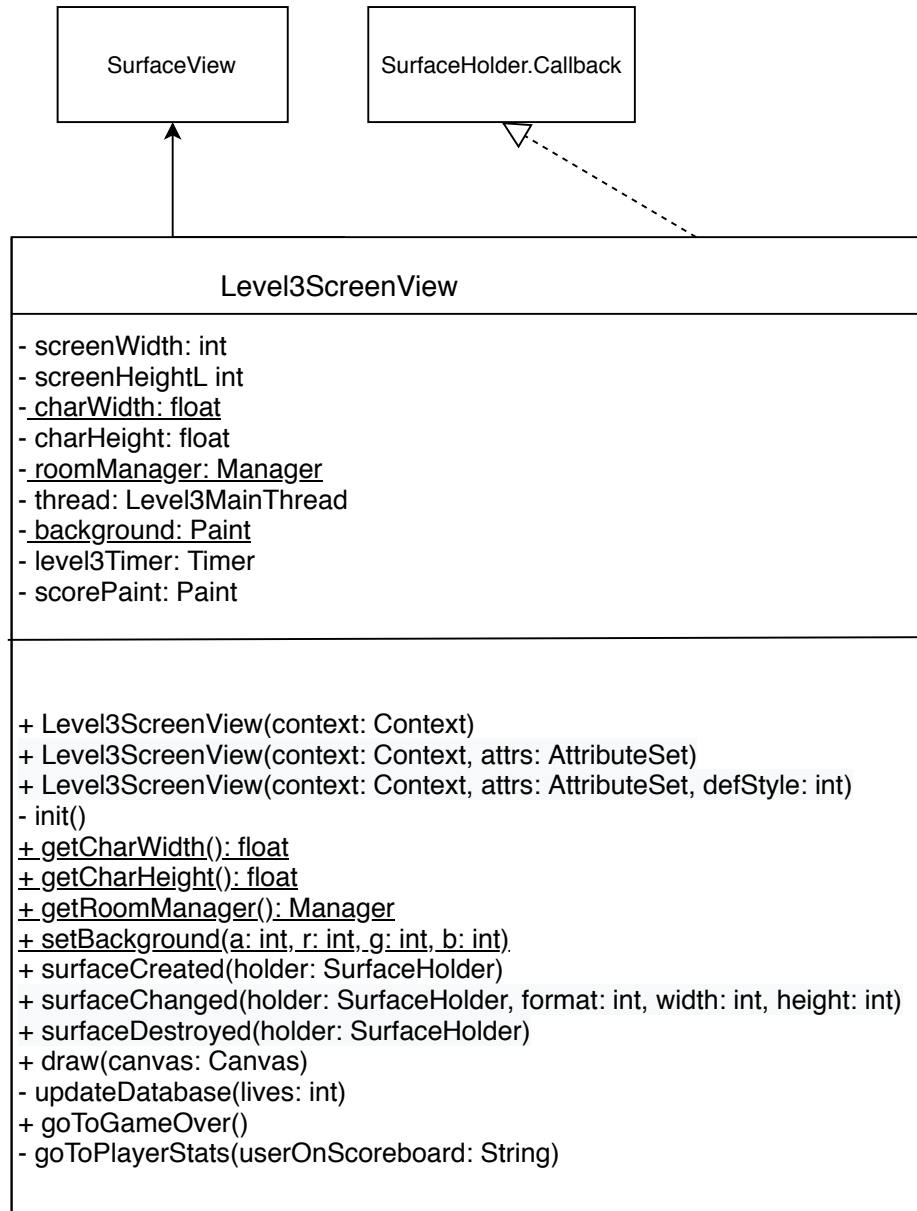 SurfaceView
SurfaceHolder.Callback
Level3ScreenView
- screenWidth: int
- screenHeightL int
- charWidth: float
- charHeight: float
- roomManager: Manager
- thread: Level3MainThread
- background: Paint
- level3Timer: Timer
- scorePaint: Paint
+ Level3ScreenView(context: Context)
+ Level3ScreenView(context: Context, attrs: AttributeSet)
+ Level3ScreenView(context: Context, attrs: AttributeSet, defStyle: int)
- init()
+ getCharWidth(): float
+ getCharHeight(): float
+ getRoomManager(): Manager
+ setBackground(a: int, r: int, g: int, b: int)
+ surfaceCreated(holder: SurfaceHolder)
+ surfaceChanged(holder: SurfaceHolder, format: int, width: int, height: int)
+ surfaceDestroyed(holder: SurfaceHolder)
+ draw(canvas: Canvas)
- updateDatabase(lives: int)
+ goToGameOver()
- goToPlayerStats(userOnScoreboard: String)